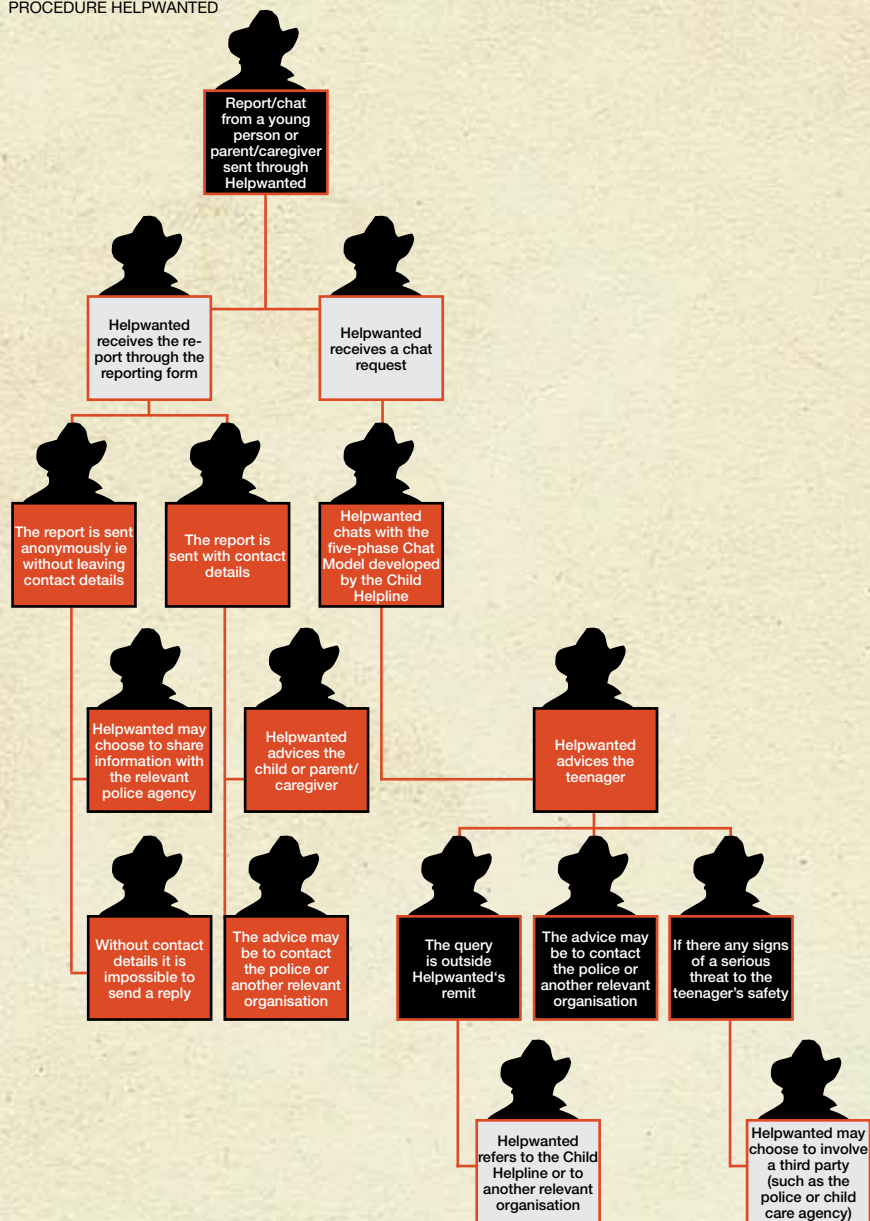 PROCEDURE HELPWANTED
Report/chat
from a young
person or
parent/caregiver
sent through
Helpwanted
Helpwanted
receives the re-
port through the
reporting form
Helpwanted
receives a chat
request
The report is sent
anonymously ie
without leaving
contact details
The report is
sent with contact
details
Helpwanted
chats with the
five-phase Chat
Model developed
by the Child
Helpline
Helpwanted may
choose to share
information with
the relevant
police agency
Helpwanted
advices the
child or parent/
caregiver
Helpwanted
advices the
teenager
Without contact
details it is
impossible to
send a reply
The advice may
be to contact
the police or
another relevant
organisation
The query
is outside
Helpwanted‘s
remit
The advice may
be to contact
the police or
another relevant
organisation
If there any signs
of a serious
threat to the
teenager’s safety
Helpwanted
refers to the Child
Helpline or to
another relevant
organisation
Helpwanted may
choose to involve
a third party
(such as the
police or child
care agency)